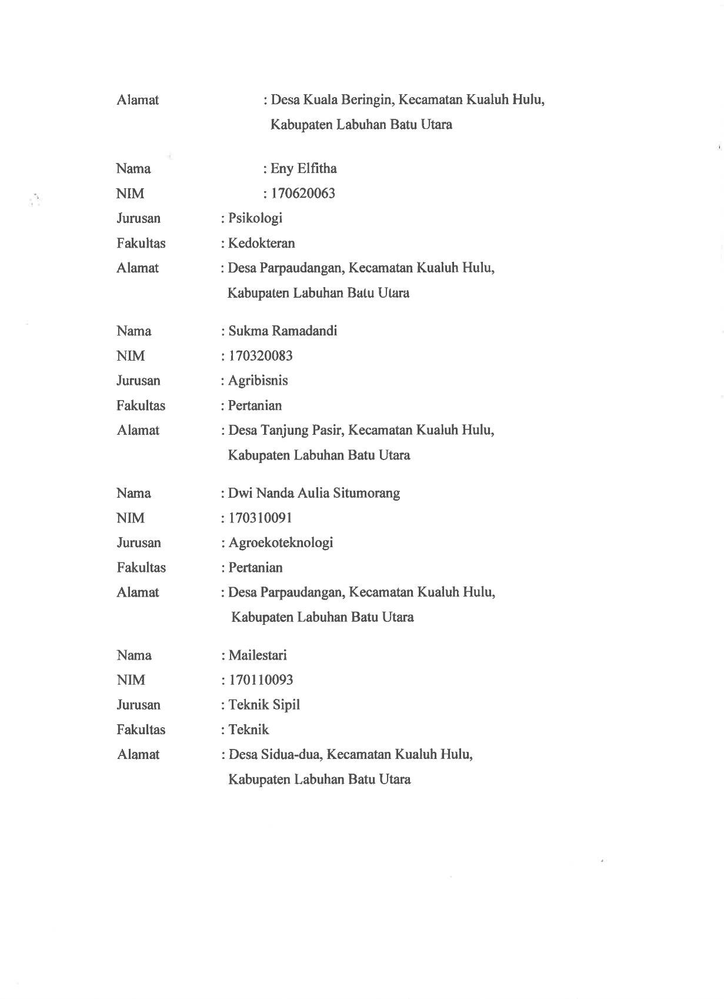 Alamat : Desa Kuala Beringin, Kecamatan Kualuh Hulu,
Kabupaten Labuhan Batu Utara
Nama : Eny Elfitha
NIM : 170620063
Jurusan : Psikologi
Fakultas : Kedokteran
Alamat : Desa Parpaudangan, Kecamatan Kualuh Hulu,
Kabupaten Labuhan Batu Utara
Nama : Sukma Ramadandi
NIM : 170320083
Jurusan : Agribisnis
Fakultas : Pertanian
Alamat : Desa Tanjung Pasir, Kecamatan Kualuh Hulu,
Kabupaten Labuhan Batu Utara
Nama : Dwi Nanda Aulia Situmorang
NIM : 170310091
Jurusan : Agroekoteknologi
Fakultas : Pertanian
Alamat : Desa Parpaudangan, Kecamatan Kualuh Hulu,
Kabupaten Labuhan Batu Utara
Nama : Mailestari
NIM : 170110093
Jurusan : Teknik Sipil
Fakultas : Teknik
Alamat : Desa Sidua-dua, Kecamatan Kualuh Hulu,
Kabupaten Labuhan Batu Utara